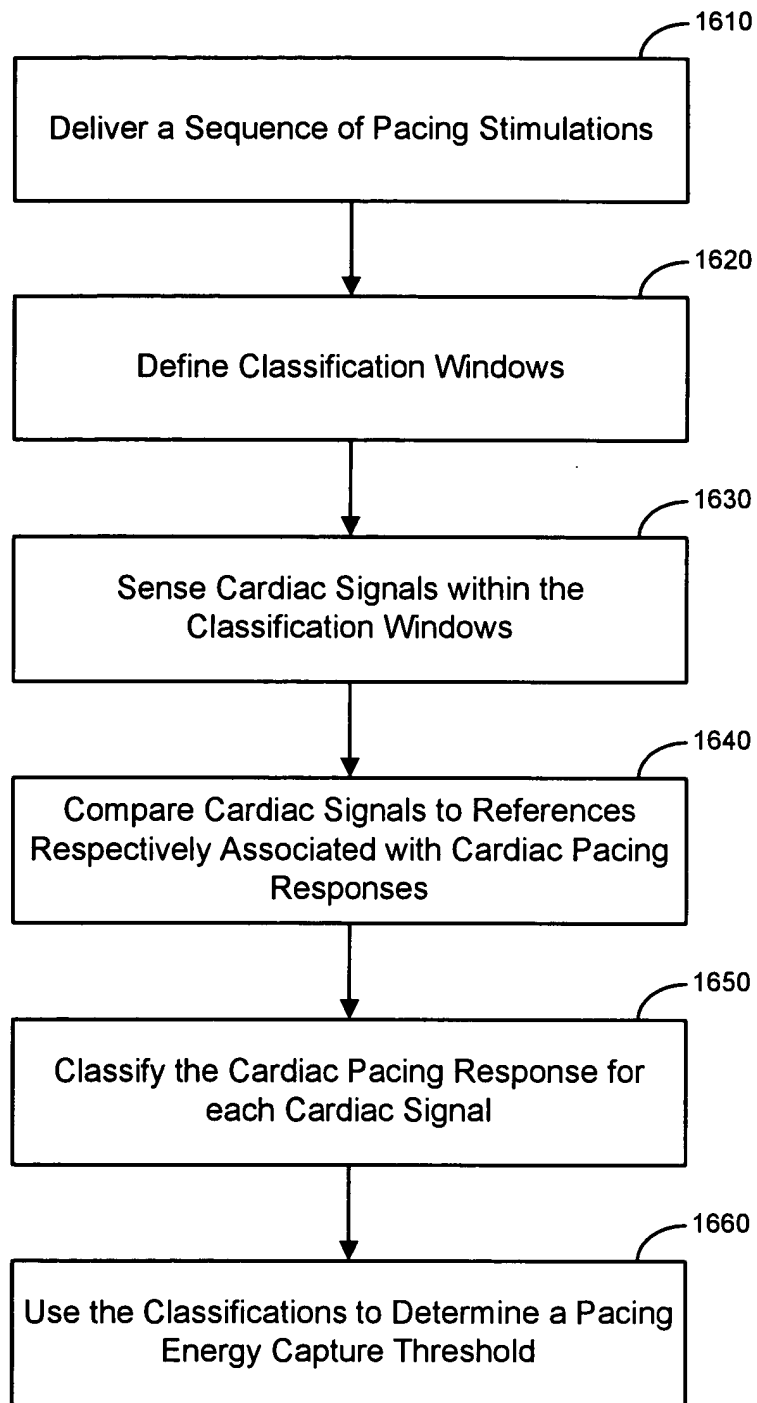 1610
Deliver a Sequence of Pacing Stimulations
1620
Define Classification Windows
1630
Sense Cardiac Signals within the
Classification Windows
1640
Compare Cardiac Signals to References
Respectively Associated with Cardiac Pacing
Responses
1650
Classify the Cardiac Pacing Response for
each Cardiac Signal
1660
Use the Classifications to Determine a Pacing
Energy Capture Threshold